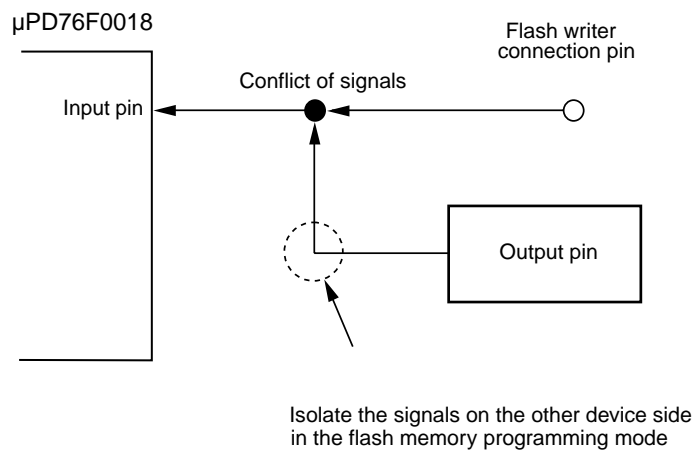 µPD76F0018
Flash writer
connection pin
Conflict of signals
Input pin
Output pin
Isolate the signals on the other device side
in the flash memory programming mode